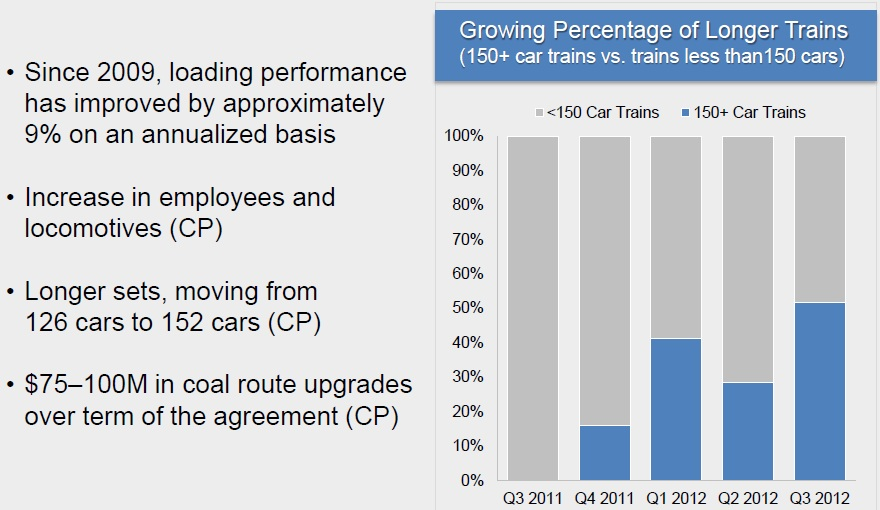 • Since 2009, loading performance
has improved by approximately
9% on an annualized basis
• Increase in employees and
locomotives (CP)
• Longer sets, moving from
126 cars to 152 cars (CP)
• $75–100M in coal route upgrades
over term of the agreement (CP)
Growing Percentage of Longer Trains
(150+ car trains vs. trains less than150 cars)
<150 Car Trains 150+ Car Trains
100%
90%
80%
70%
60%
50%
40%
30%
20%
10%
0%
Q3 2011 Q4 2011 Q1 2012 Q2 2012 Q3 2012